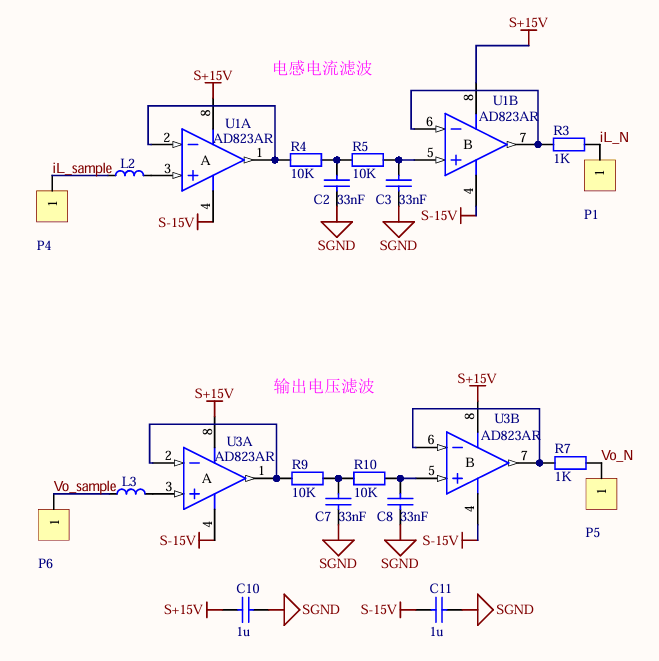 S+15V
电感电流滤波
S+15V
8
U1A
AD823AR
2
A
1
3
4
iL_sample
L2
1
P4
S-15V
R4
10K
R5
10K
C2
33nF
C3
33nF
SGND
SGND
8
U1B
AD823AR
6
B
7
5
4
S-15V
R3
1K
iL_N
1
P1
输出电压滤波
S+15V
S+15V
8
U3A
AD823AR
2
A
1
3
4
Vo_sample
L3
1
P6
S-15V
R9
10K
R10
10K
C7
33nF
C8
33nF
SGND
SGND
8
U3B
AD823AR
6
B
7
5
4
S-15V
R7
1K
Vo_N
1
P5
C10
S+15V
SGND
1u
C11
S-15V
SGND
1u